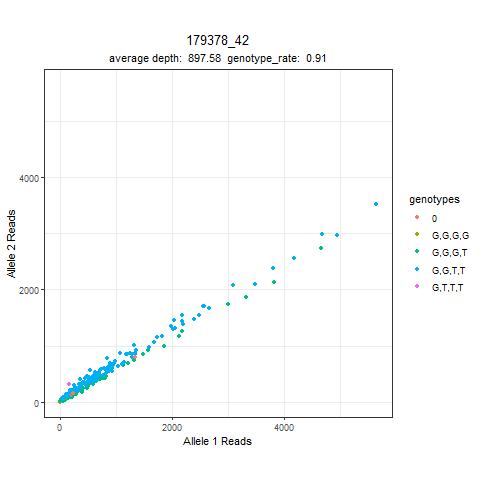 179378_42
average depth: 897.58 genotype_rate: 0.91
Allele 2 Reads
4000
2000
0
0
2000
4000
Allele 1 Reads
genotypes
0
G,G,G,G
G,G,G,T
G,G,T,T
G,T,T,T